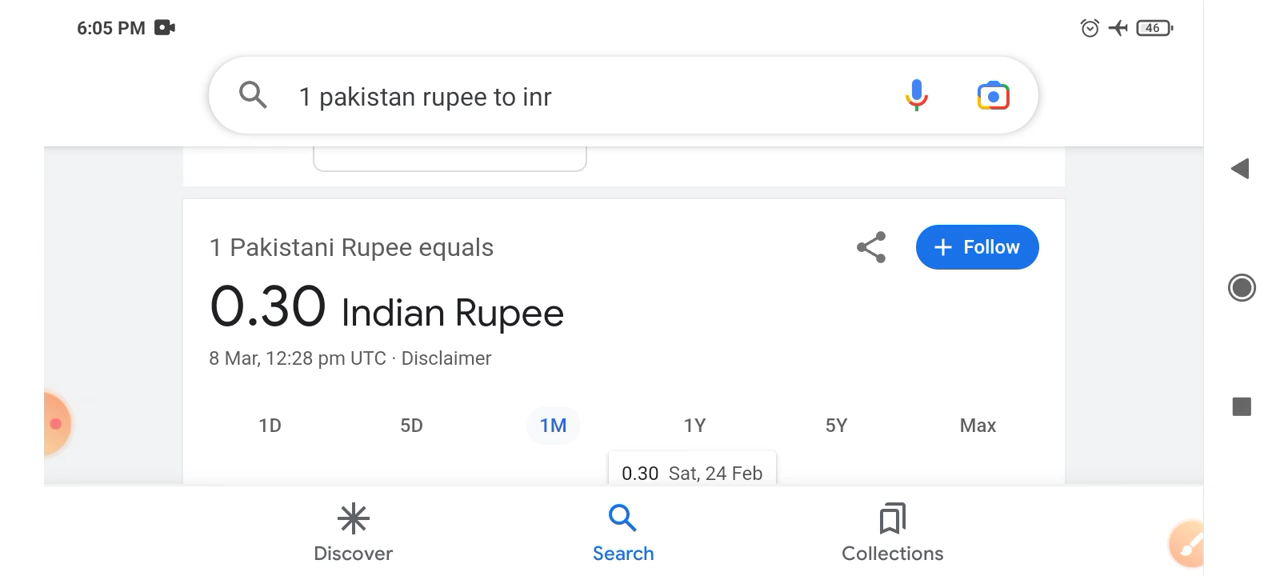 6:05 PM
46
1 pakistan rupee to inr
1 Pakistani Rupee equals
+ Follow
0.30 Indian Rupee
8 Mar, 12:28 pm UTC · Disclaimer
1D 5D 1M 1Y 5Y Max
0.30 Sat, 24 Feb
Discover Search Collections